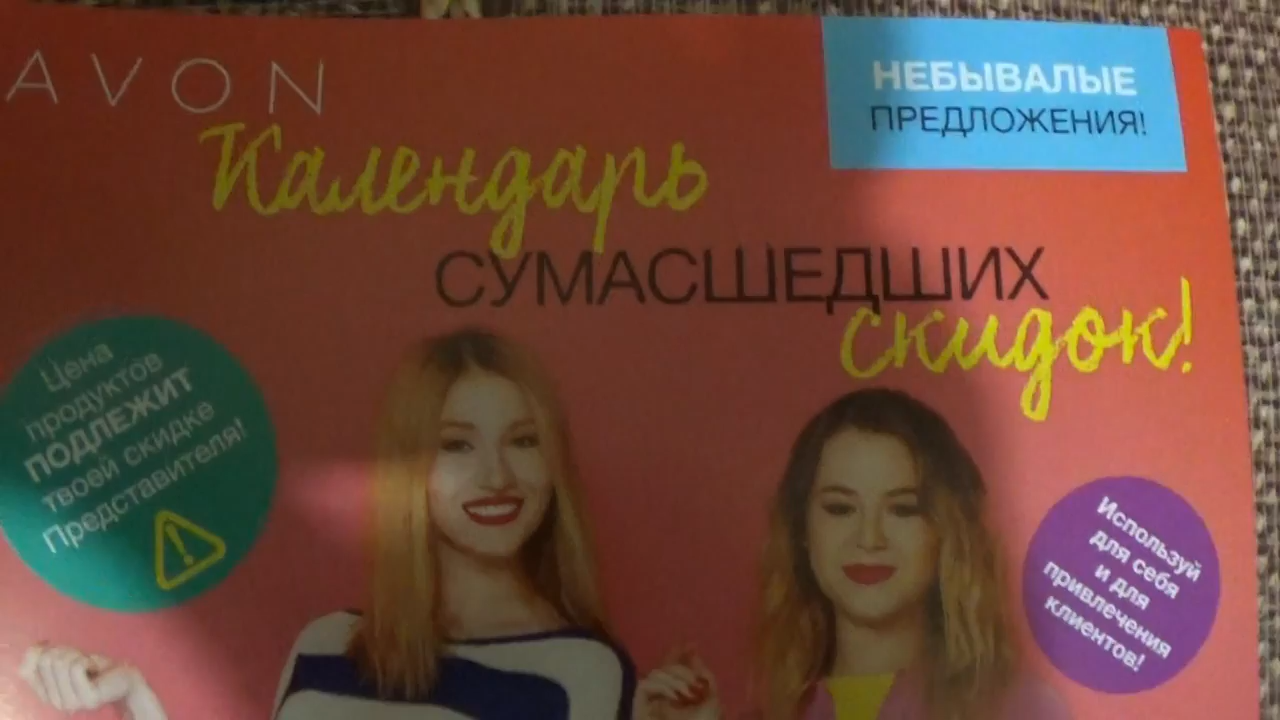 AVON
НЕБЫВАЛЫЕ
ПРЕДЛОЖЕНИЯ!
Календарь
СУМАСШЕДШИХ
скидок!
Цена
продуктов
ПОДЛЕЖИТ
твоей скидке
Представителя!
Используй
для себя
и для
привлечения
клиентов!